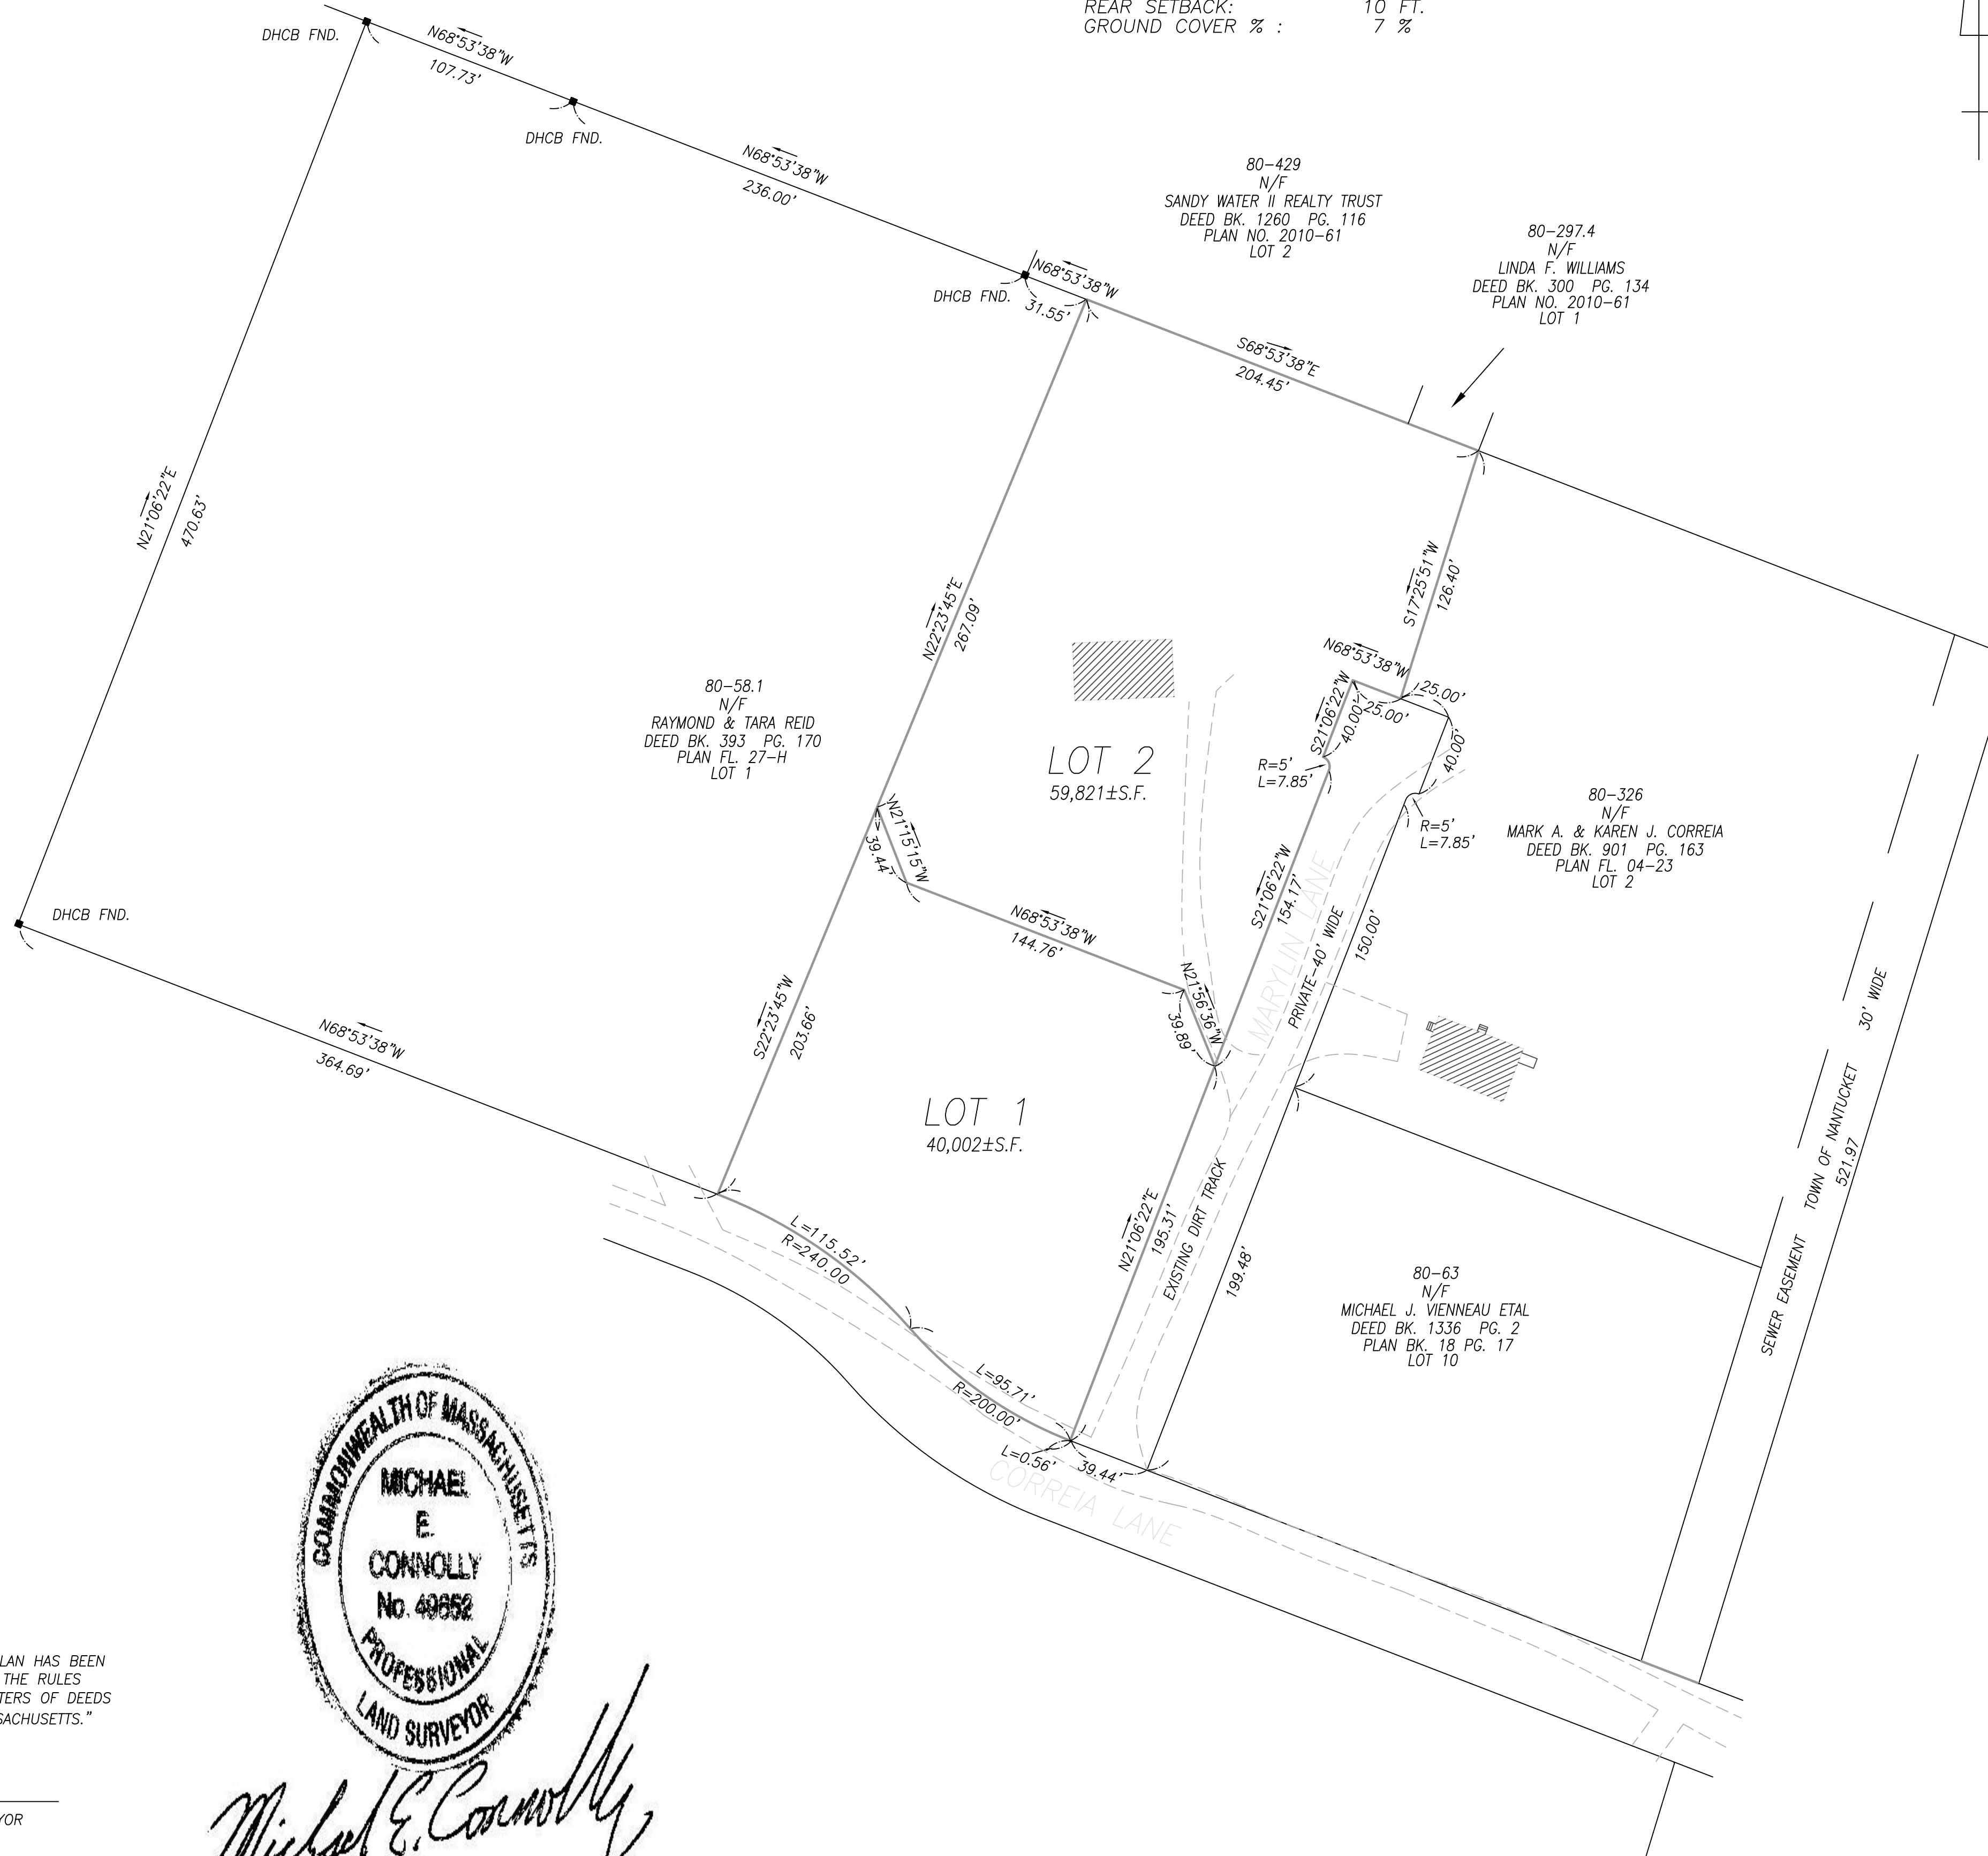 REAR SETBACK: 10 FT.
GROUND COVER % : 7 %
DHCB FND.
N68°53'38"W
107.73'
DHCB FND.
N68°53'38"W
236.00'
80-429
N/F
SANDY WATER II REALTY TRUST
DEED BK. 1260 PG. 116
PLAN NO. 2010-61
LOT 2
80-297.4
N/F
LINDA F. WILLIAMS
DEED BK. 300 PG. 134
PLAN NO. 2010-61
LOT 1
DHCB FND.
N68°53'38"W
31.55'
S68°53'38"E
204.45'
N21°06'22"E
470.63'
N22°23'45"E
267.09'
S17°25'51"W
126.40'
N68°53'38"W
25.00'
25.00'
S21°06'22"W
40.00'
40.00'
R=5'
L=7.85'
R=5'
L=7.85'
80-58.1
N/F
RAYMOND & TARA REID
DEED BK. 393 PG. 170
PLAN FL. 27-H
LOT 1
LOT 2
59,821±S.F.
80-326
N/F
MARK A. & KAREN J. CORREIA
DEED BK. 901 PG. 163
PLAN FL. 04-23
LOT 2
N21°15'15"W
39.44'
S21°06'22"W
154.17'
MARYLIN LANE
PRIVATE-40' WIDE
150.00'
DHCB FND.
N68°53'38"W
144.76'
N21°56'36"W
39.89'
S22°23'45"W
203.66'
N68°53'38"W
364.69'
LOT 1
40,002±S.F.
N21°06'22"E
195.31'
EXISTING DIRT TRACK
199.48'
SEWER EASEMENT TOWN OF NANTUCKET 30' WIDE
521.97
L=115.52'
R=240.00
80-63
N/F
MICHAEL J. VIENNEAU ETAL
DEED BK. 1336 PG. 2
PLAN BK. 18 PG. 17
LOT 10
L=95.71'
R=200.00'
L=0.56'
39.44'
CORREIA LANE
COMMONWEALTH OF MASSACHUSETTS
MICHAEL
E.
CONNOLLY
No. 49652
PROFESSIONAL
LAND SURVEYOR
LAN HAS BEEN
THE RULES
TERS OF DEEDS
SACHUSETTS."
YOR
Michael E. Connolly